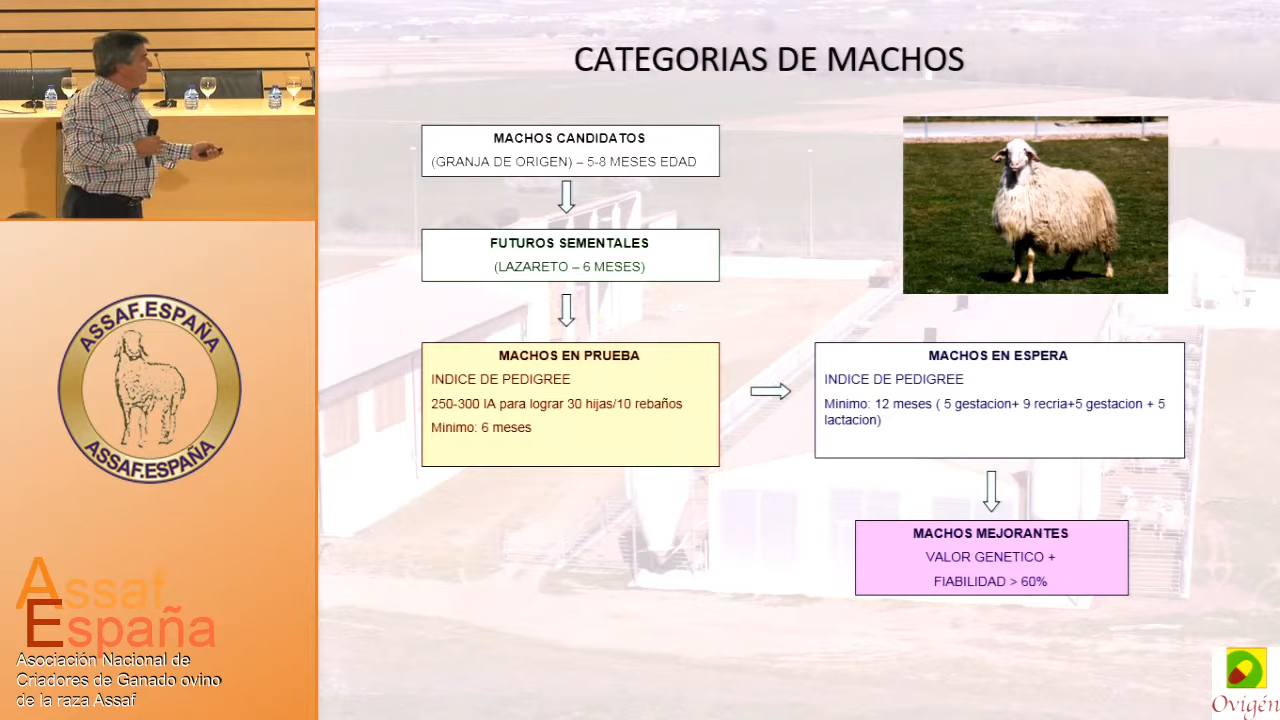 CATEGORIAS DE MACHOS
MACHOS CANDIDATOS
(GRANJA DE ORIGEN) – 5-8 MESES EDAD
FUTUROS SEMENTALES
(LAZARETO – 6 MESES)
MACHOS EN PRUEBA
INDICE DE PEDIGREE
250-300 IA para lograr 30 hijas/10 rebaños
Minimo: 6 meses
MACHOS EN ESPERA
INDICE DE PEDIGREE
Minimo: 12 meses ( 5 gestacion+ 9 recria+5 gestacion + 5
lactacion)
MACHOS MEJORANTES
VALOR GENETICO +
FIABILIDAD > 60%
ASSAF.ESPAÑA
ASSAF.ESPAÑA
Assaf
España
Asociación Nacional de
Criadores de Ganado ovino
de la raza Assaf
Ovigén